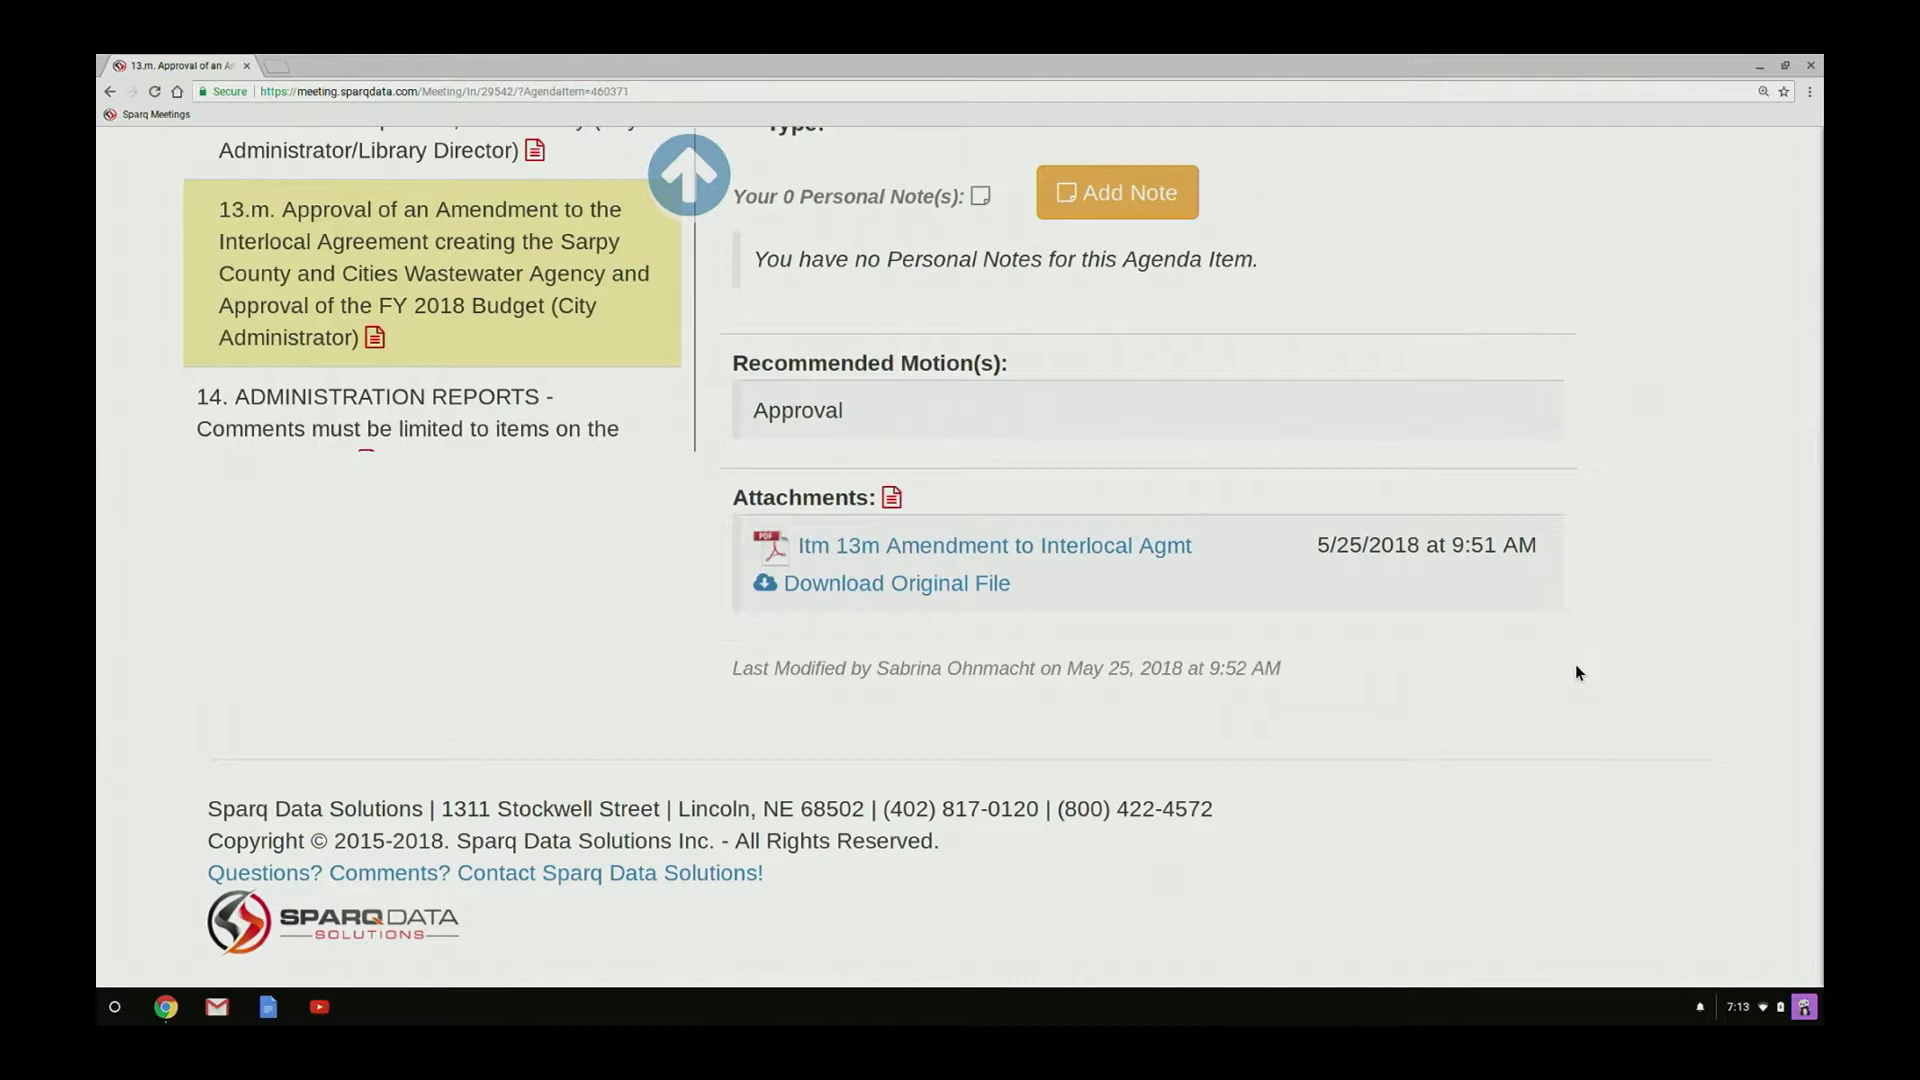 13.m. Approval of an Am
Secure
https://meeting.sparqdata.com/Meeting/In/29542/?AgendaItem=460371
Sparq Meetings
Administrator/Library Director)
13.m. Approval of an Amendment to the
Interlocal Agreement creating the Sarpy
County and Cities Wastewater Agency and
Approval of the FY 2018 Budget (City
Administrator)
14. ADMINISTRATION REPORTS -
Comments must be limited to items on the
Type:
Your 0 Personal Note(s):
Add Note
You have no Personal Notes for this Agenda Item.
Recommended Motion(s):
Approval
Attachments:
PDF
Itm 13m Amendment to Interlocal Agmt
5/25/2018 at 9:51 AM
Download Original File
Last Modified by Sabrina Ohnmacht on May 25, 2018 at 9:52 AM
Sparq Data Solutions | 1311 Stockwell Street | Lincoln, NE 68502 | (402) 817-0120 | (800) 422-4572
Copyright © 2015-2018. Sparq Data Solutions Inc. - All Rights Reserved.
Questions? Comments? Contact Sparq Data Solutions!
SPARQ DATA
SOLUTIONS
7:13